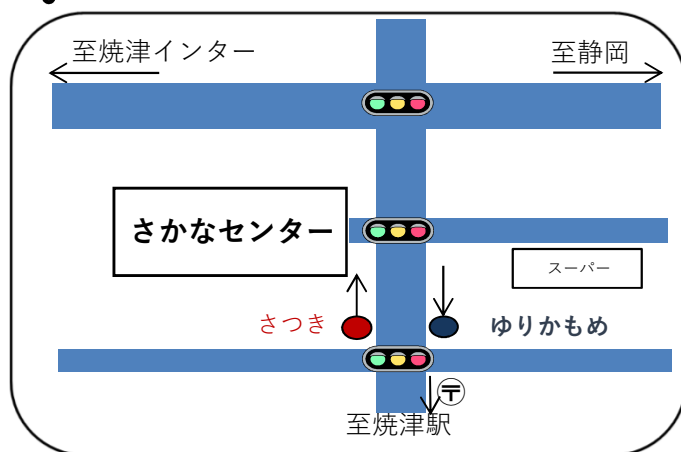 至焼津インター
至静岡
さかなセンター
スーパー
さつき
ゆりかもめ
〶
至焼津駅